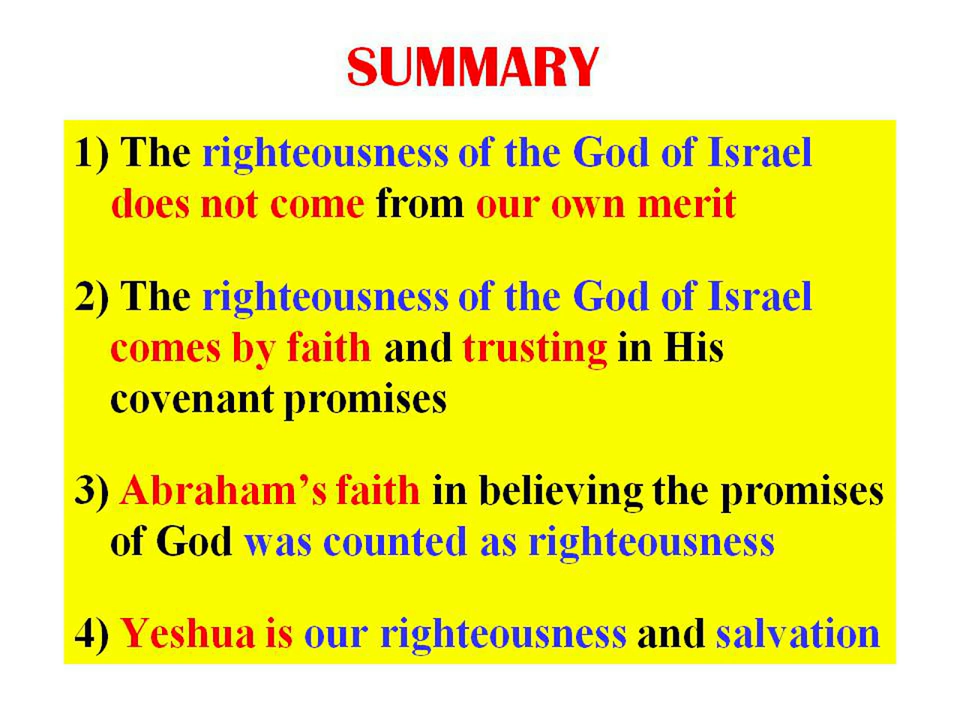 SUMMARY
1) The righteousness of the God of Israel
does not come from our own merit
2) The righteousness of the God of Israel
comes by faith and trusting in His
covenant promises
3) Abraham’s faith in believing the promises
of God was counted as righteousness
4) Yeshua is our righteousness and salvation